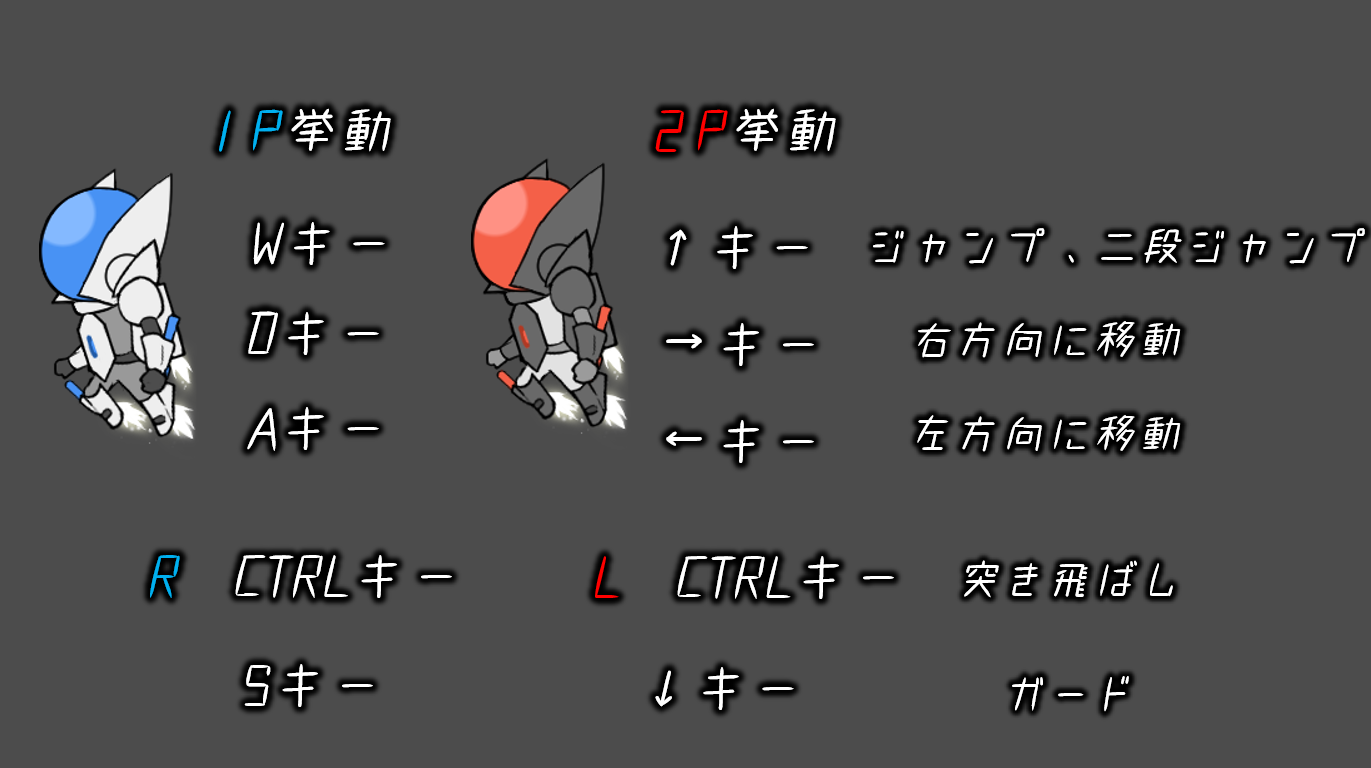 1P挙動 2P挙動
Wキー ↑キー ジャンプ、二段ジャンプ
Dキー →キー 右方向に移動
Aキー ←キー 左方向に移動
R CTRLキー L CTRLキー 突き飛ばし
Sキー ↓キー ガード